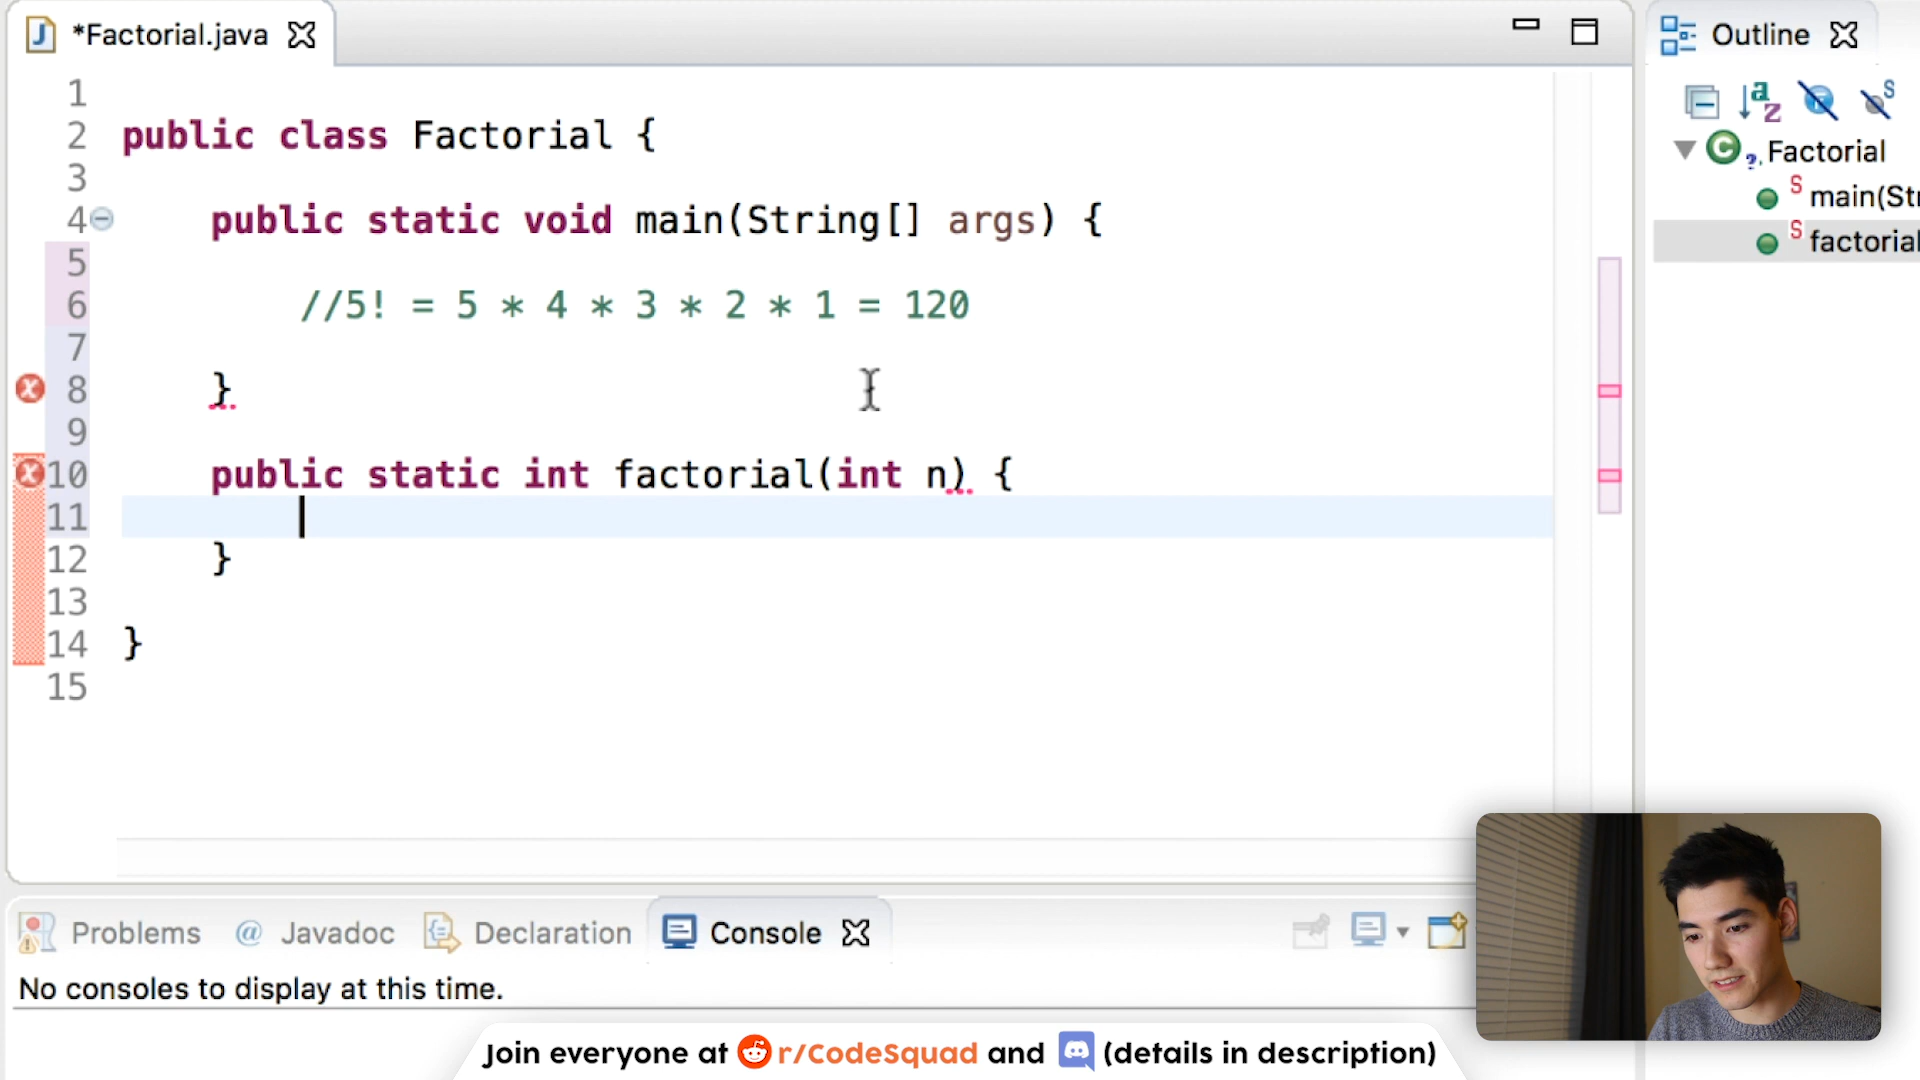 *Factorial.java
Outline
1
2 public class Factorial {
3
4 public static void main(String[] args) {
5
6 //5! = 5 * 4 * 3 * 2 * 1 = 120
7
8 }
9
10 public static int factorial(int n) {
11
12 }
13
14 }
15
Factorial
main(Str
factorial
Problems @ Javadoc Declaration Console
No consoles to display at this time.
Join everyone at r/CodeSquad and (details in description)